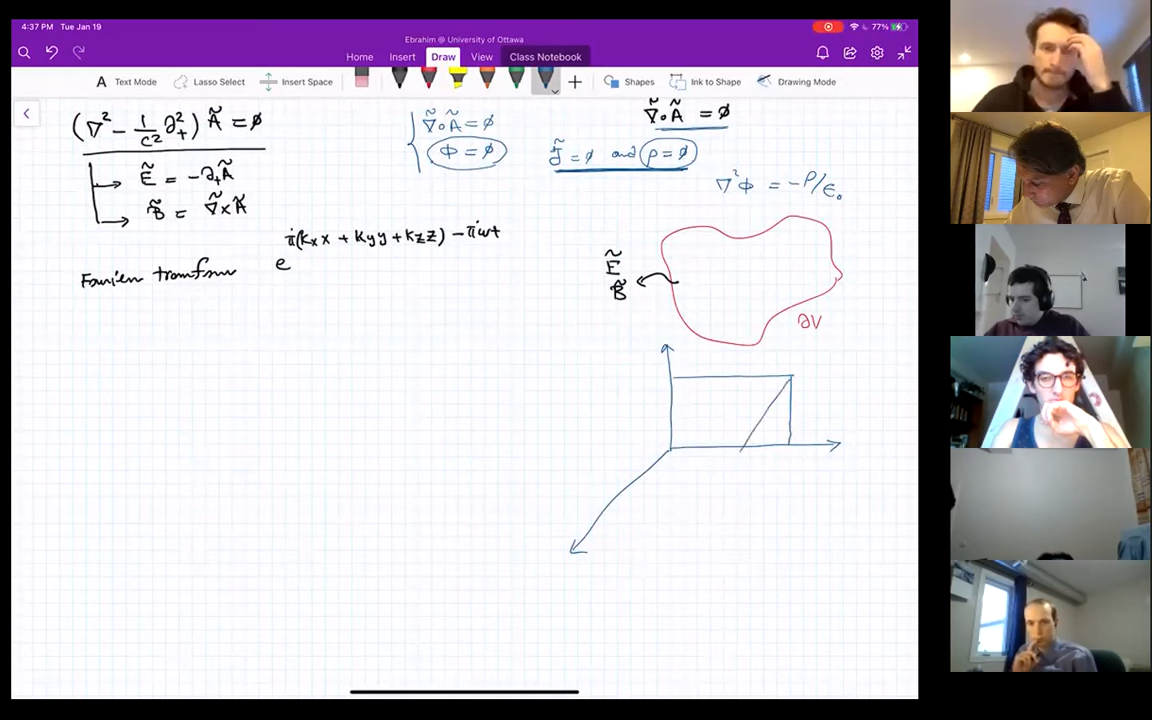 4:37 PM Tue Jan 19
77%
Ebrahim @ University of Ottawa
Home Insert Draw View Class Notebook
A Text Mode Lasso Select Insert Space Shapes Ink to Shape Drawing Mode
(∇² − 1/c² ∂ₜ²) Ã = 0
Ẽ = −∂ₜÃ
B̃ = ∇̃×Ã
∇̃∘Ã = 0
Φ = 0
∇̃∘Ã = 0
J̃ = 0 and ρ = 0
∇²Φ = −ρ/ε₀
e^{i(kₓx + k_y y + k_z z) − iωt}
Fourier transform
Ẽ
B̃
∂V